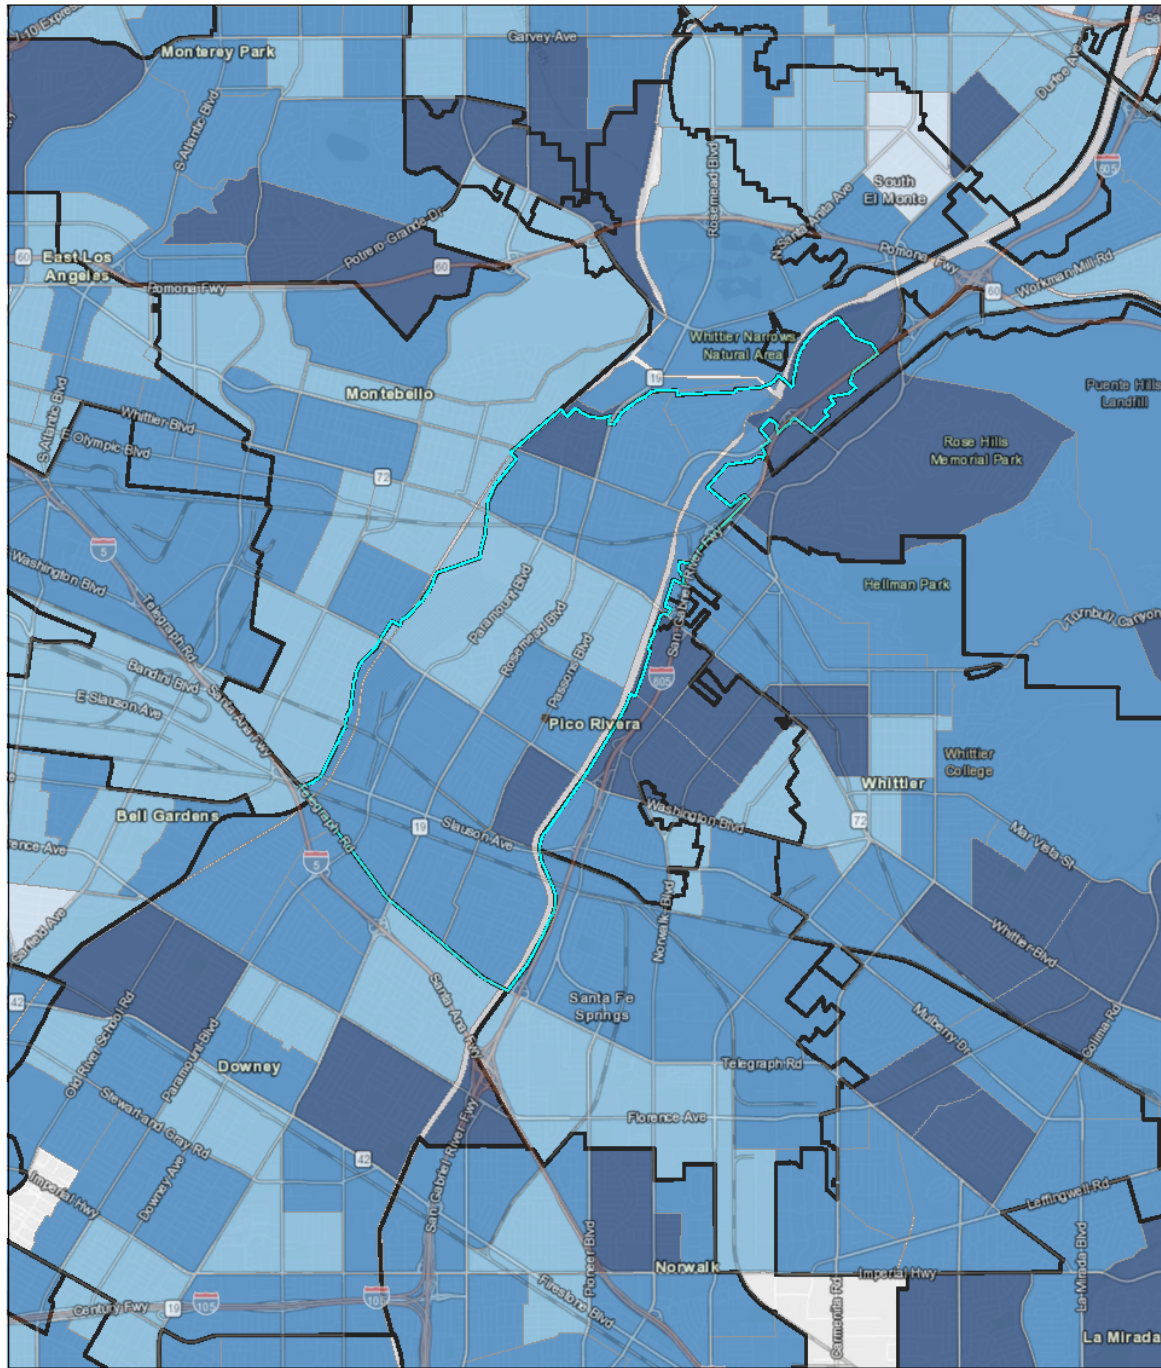 I-10 Express
Monterey Park
Garvey Ave
Durfee Ave
S Atlantic Blvd
Rosemead Blvd
605
South
El Monte
N Santa Anita Ave
Potrero Grande Dr
60
East Los
Angeles
60
Pomona Fwy
Pomona Fwy
Workman Mill Rd
60
Whittier Narrows
Natural Area
19
Montebello
Puente Hills
Landfill
S Atlantic Blvd
Whittier Blvd
E Olympic Blvd
72
Rose Hills
Memorial Park
5
Washington Blvd
San Gabriel River Fwy
Hellman Park
Turnbull Canyon
Telegraph Rd
Paramount Blvd
Rosemead Blvd
Passons Blvd
Bandini Blvd
E Slauson Ave
Santa Ana Fwy
605
Pico Rivera
Whittier
College
Whittier
Bell Gardens
Telegraph Rd
19
Slauson Ave
Washington Blvd
72
Mar Vista St
5
Garfield Ave
Norwalk Blvd
Whittier Blvd
42
Santa Ana Fwy
Santa Fe
Springs
Old River School Rd
Paramount Blvd
Mulberry Dr
Colima Rd
Downey
Telegraph Rd
Stewart and Gray Rd
Florence Ave
San Gabriel River Fwy
42
Imperial Hwy
Downey Ave
Leffingwell Rd
Pioneer Blvd
La Mirada Blvd
Norwalk
Imperial Hwy
Firestone Blvd
Carmenita Rd
Century Fwy
19
105
La Mirada